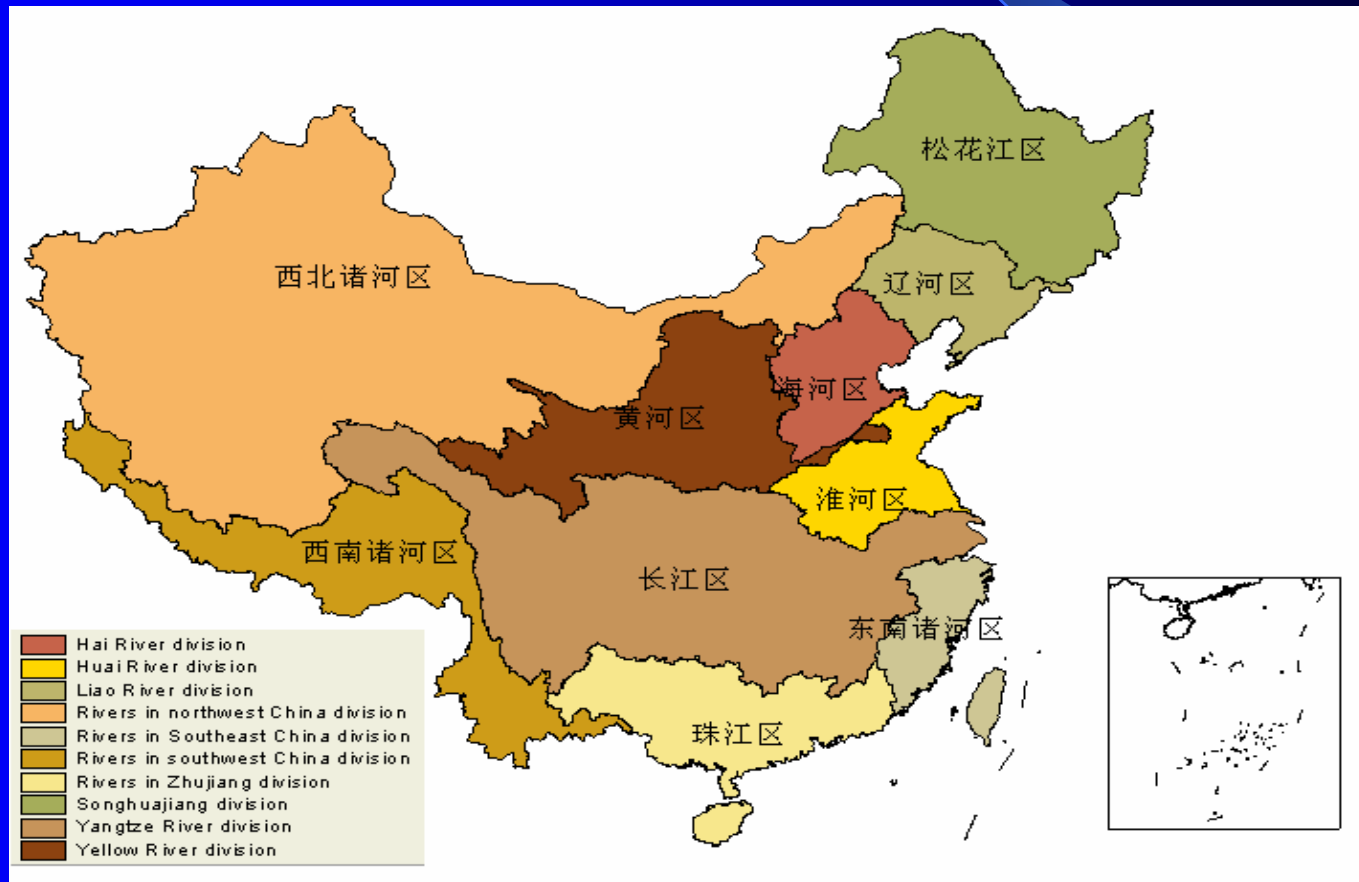 松花江区
西北诸河区
辽河区
海河区
黄河区
淮河区
西南诸河区
长江区
东南诸河区
珠江区
Hai River division
Huai River division
Liao River division
Rivers in northwest China division
Rivers in Southeast China division
Rivers in southwest China division
Rivers in Zhujiang division
Songhuajiang division
Yangtze River division
Yellow River division